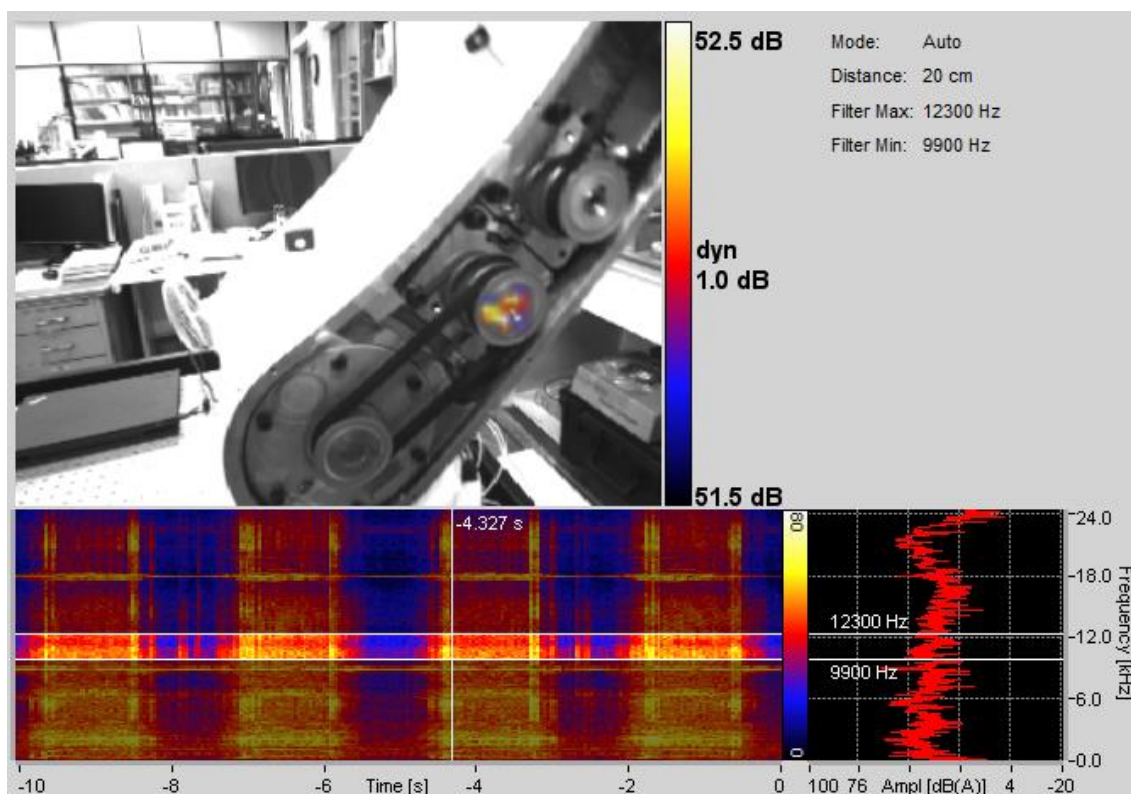 52.5 dB
dyn
1.0 dB
51.5 dB
Mode: Auto
Distance: 20 cm
Filter Max: 12300 Hz
Filter Min: 9900 Hz
-4.327 s
80
0
12300 Hz
9900 Hz
24.0
18.0
12.0
6.0
0.0
Frequency [kHz]
-10 -8 -6 Time [s] -4 -2 0
100 76 Ampl [dB(A)] 4 -20